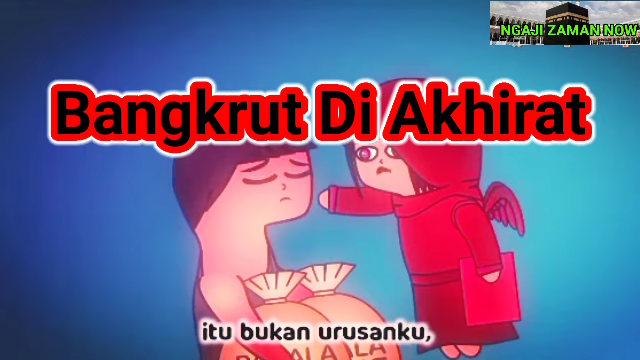 NGAJI ZAMAN NOW
Bangkrut Di Akhirat
itu bukan urusanku,